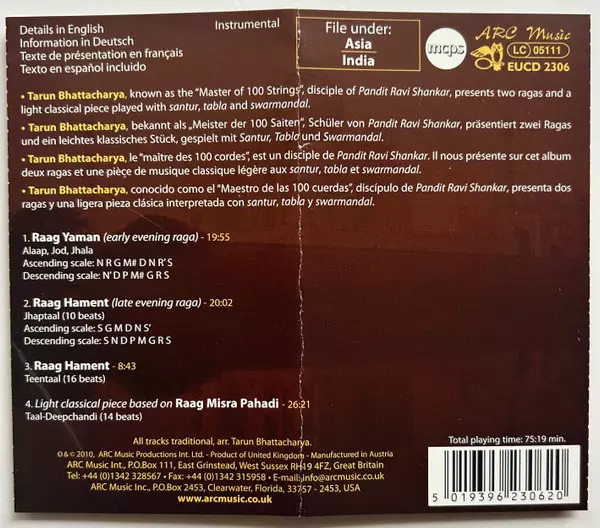 Details in English
Information in Deutsch
Texte de présentation en français
Texto en español incluido
Instrumental
File under:
Asia
India
mcps
ARC Music
LC 05111
EUCD 2306
• Tarun Bhattacharya, known as the "Master of 100 Strings", disciple of Pandit Ravi Shankar, presents two ragas and a
light classical piece played with santur, tabla and swarmandal.
• Tarun Bhattacharya, bekannt als „Meister der 100 Saiten", Schüler von Pandit Ravi Shankar, präsentiert zwei Ragas
und ein leichtes klassisches Stück, gespielt mit Santur, Tabla und Swarmandal.
• Tarun Bhattacharya, le "maître des 100 cordes", est un disciple de Pandit Ravi Shankar. Il nous présente sur cet album
deux ragas et une pièce de musique classique légère aux santur, tabla et swarmandal.
• Tarun Bhattacharya, conocido como el "Maestro de las 100 cuerdas", discípulo de Pandit Ravi Shankar, presenta dos
ragas y una ligera pieza clásica interpretada con santur, tabla y swarmandal.
1. Raag Yaman (early evening raga) - 19:55
Alaap, Jod, Jhala
Ascending scale: N R G M# D N R'S
Descending scale: N' D P M# G R S
2. Raag Hament (late evening raga) - 20:02
Jhaptaal (10 beats)
Ascending scale: S G M D N S'
Descending scale: S N D P M G R S
3. Raag Hament - 8:43
Teentaal (16 beats)
4. Light classical piece based on Raag Misra Pahadi - 26:21
Taal-Deepchandi (14 beats)
All tracks traditional, arr. Tarun Bhattacharya.
℗ & © 2010, ARC Music Productions Int. Ltd. - Product of United Kingdom - Manufactured in Austria
ARC Music Int., P.O.Box 111, East Grinstead, West Sussex RH19 4FZ, Great Britain
Tel: +44 (0)1342 328567 - Fax: +44 (0)1342 315958 - E-mail: info@arcmusic.co.uk
ARC Music Inc., P.O.BOX 2453, Clearwater, Florida, 33757 - 2453, USA
www.arcmusic.co.uk
Total playing time: 75:19 min.
5 019396 230620